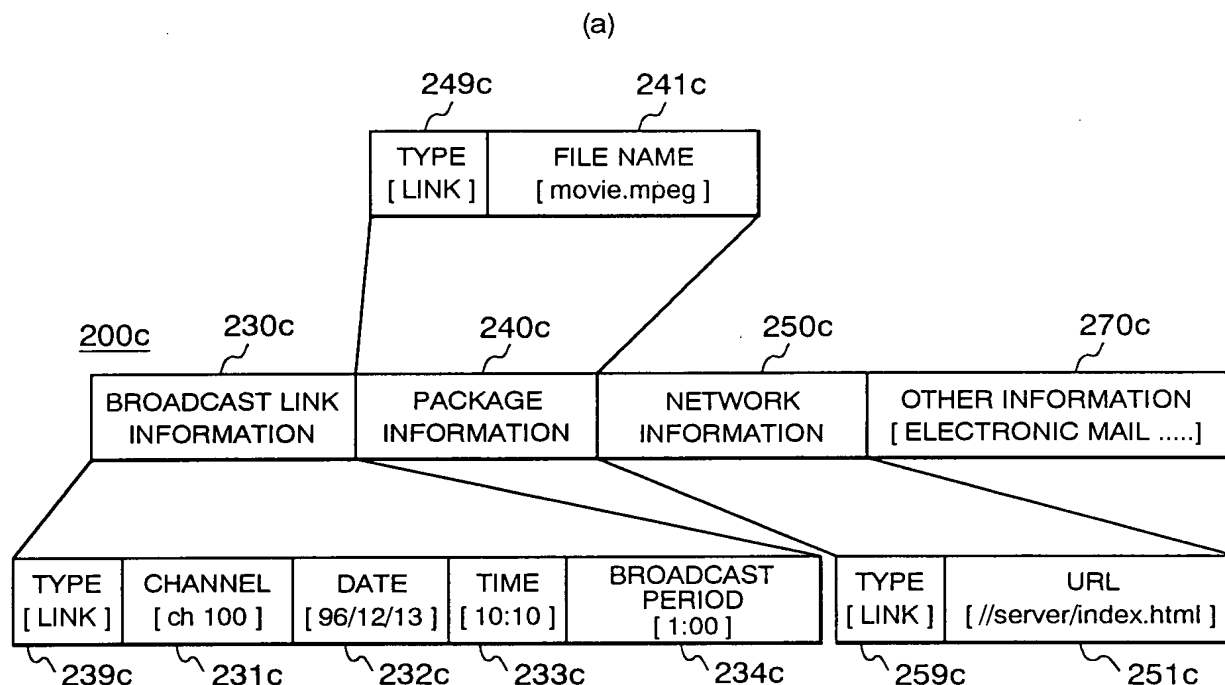 (a)
249c 241c
TYPE FILE NAME
[ LINK ] [ movie.mpeg ]
200c 230c 240c 250c 270c
BROADCAST LINK PACKAGE NETWORK OTHER INFORMATION
INFORMATION INFORMATION INFORMATION [ ELECTRONIC MAIL .....]
TYPE CHANNEL DATE TIME BROADCAST PERIOD TYPE URL
[ LINK ] [ ch 100 ] [ 96/12/13 ] [ 10:10 ] [ 1:00 ] [ LINK ] [ //server/index.html ]
239c 231c 232c 233c 234c 259c 251c